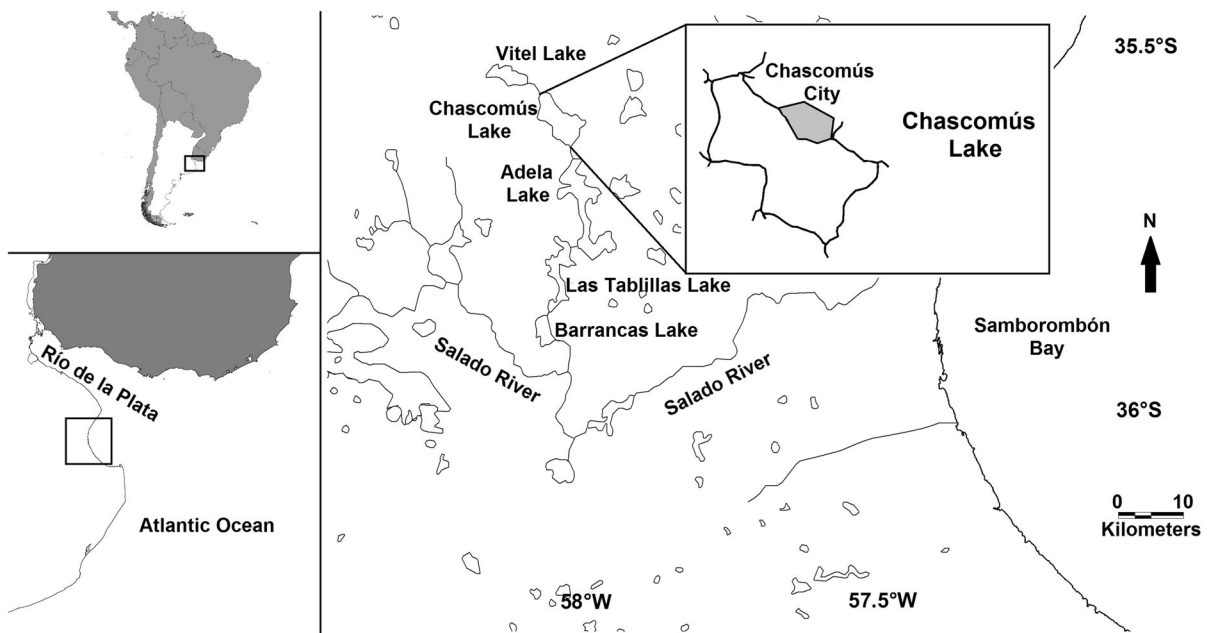 Vitel Lake
35.5°S
Chascomús
City
Chascomús
Lake
Chascomús
Lake
Adela
Lake
N
Las Tablillas Lake
Barrancas Lake
Samborombón
Bay
Salado River
Salado River
Río de la Plata
36°S
0 10
Kilometers
Atlantic Ocean
58°W
57.5°W